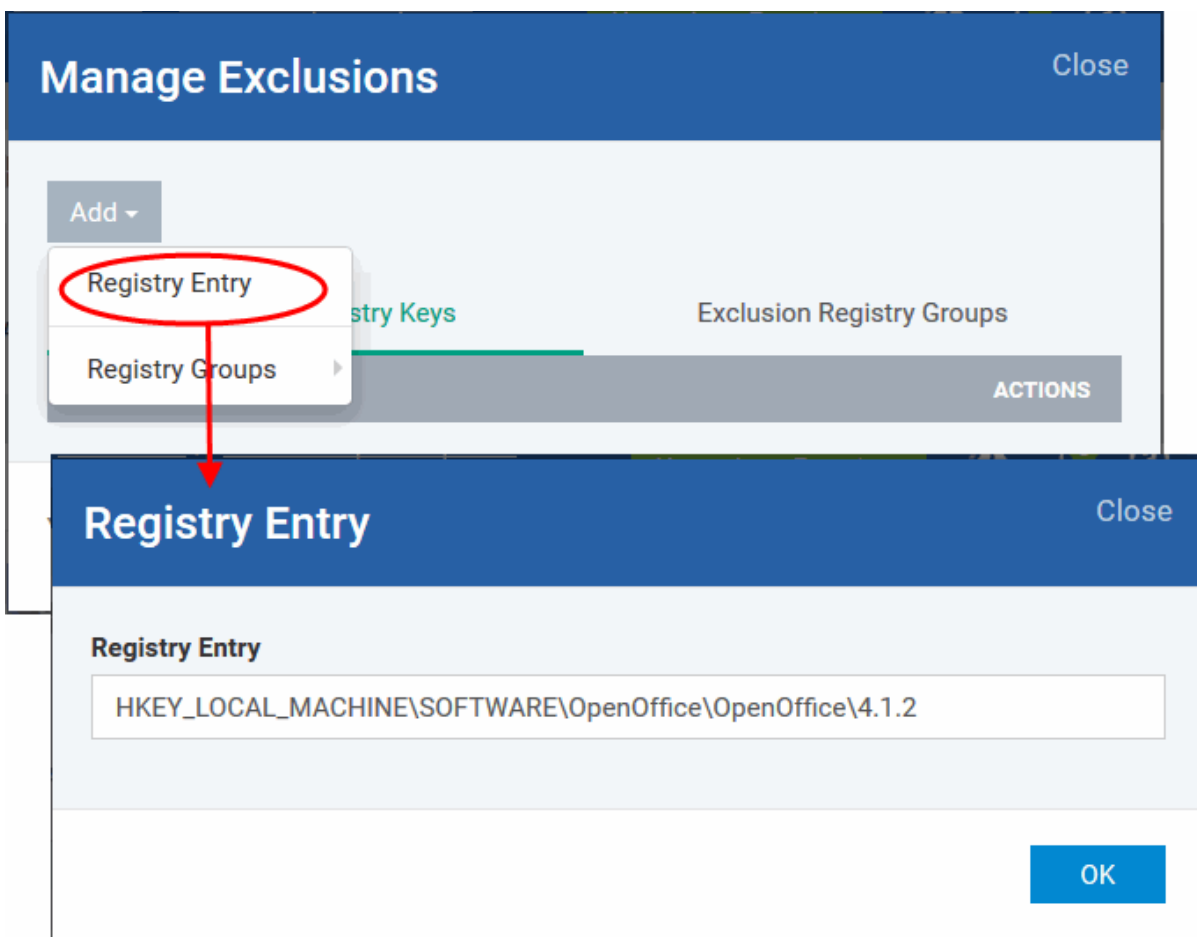 Manage Exclusions
Close
Add
Registry Entry
stry Keys
Exclusion Registry Groups
Registry Groups
ACTIONS
Registry Entry
Close
Registry Entry
HKEY_LOCAL_MACHINE\SOFTWARE\OpenOffice\OpenOffice\4.1.2
OK